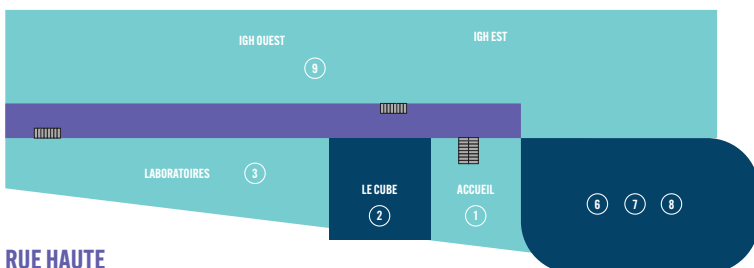 IGH OUEST
IGH EST
9
LABORATOIRES
3
LE CUBE
2
ACCUEIL
1
6 7 8
RUE HAUTE